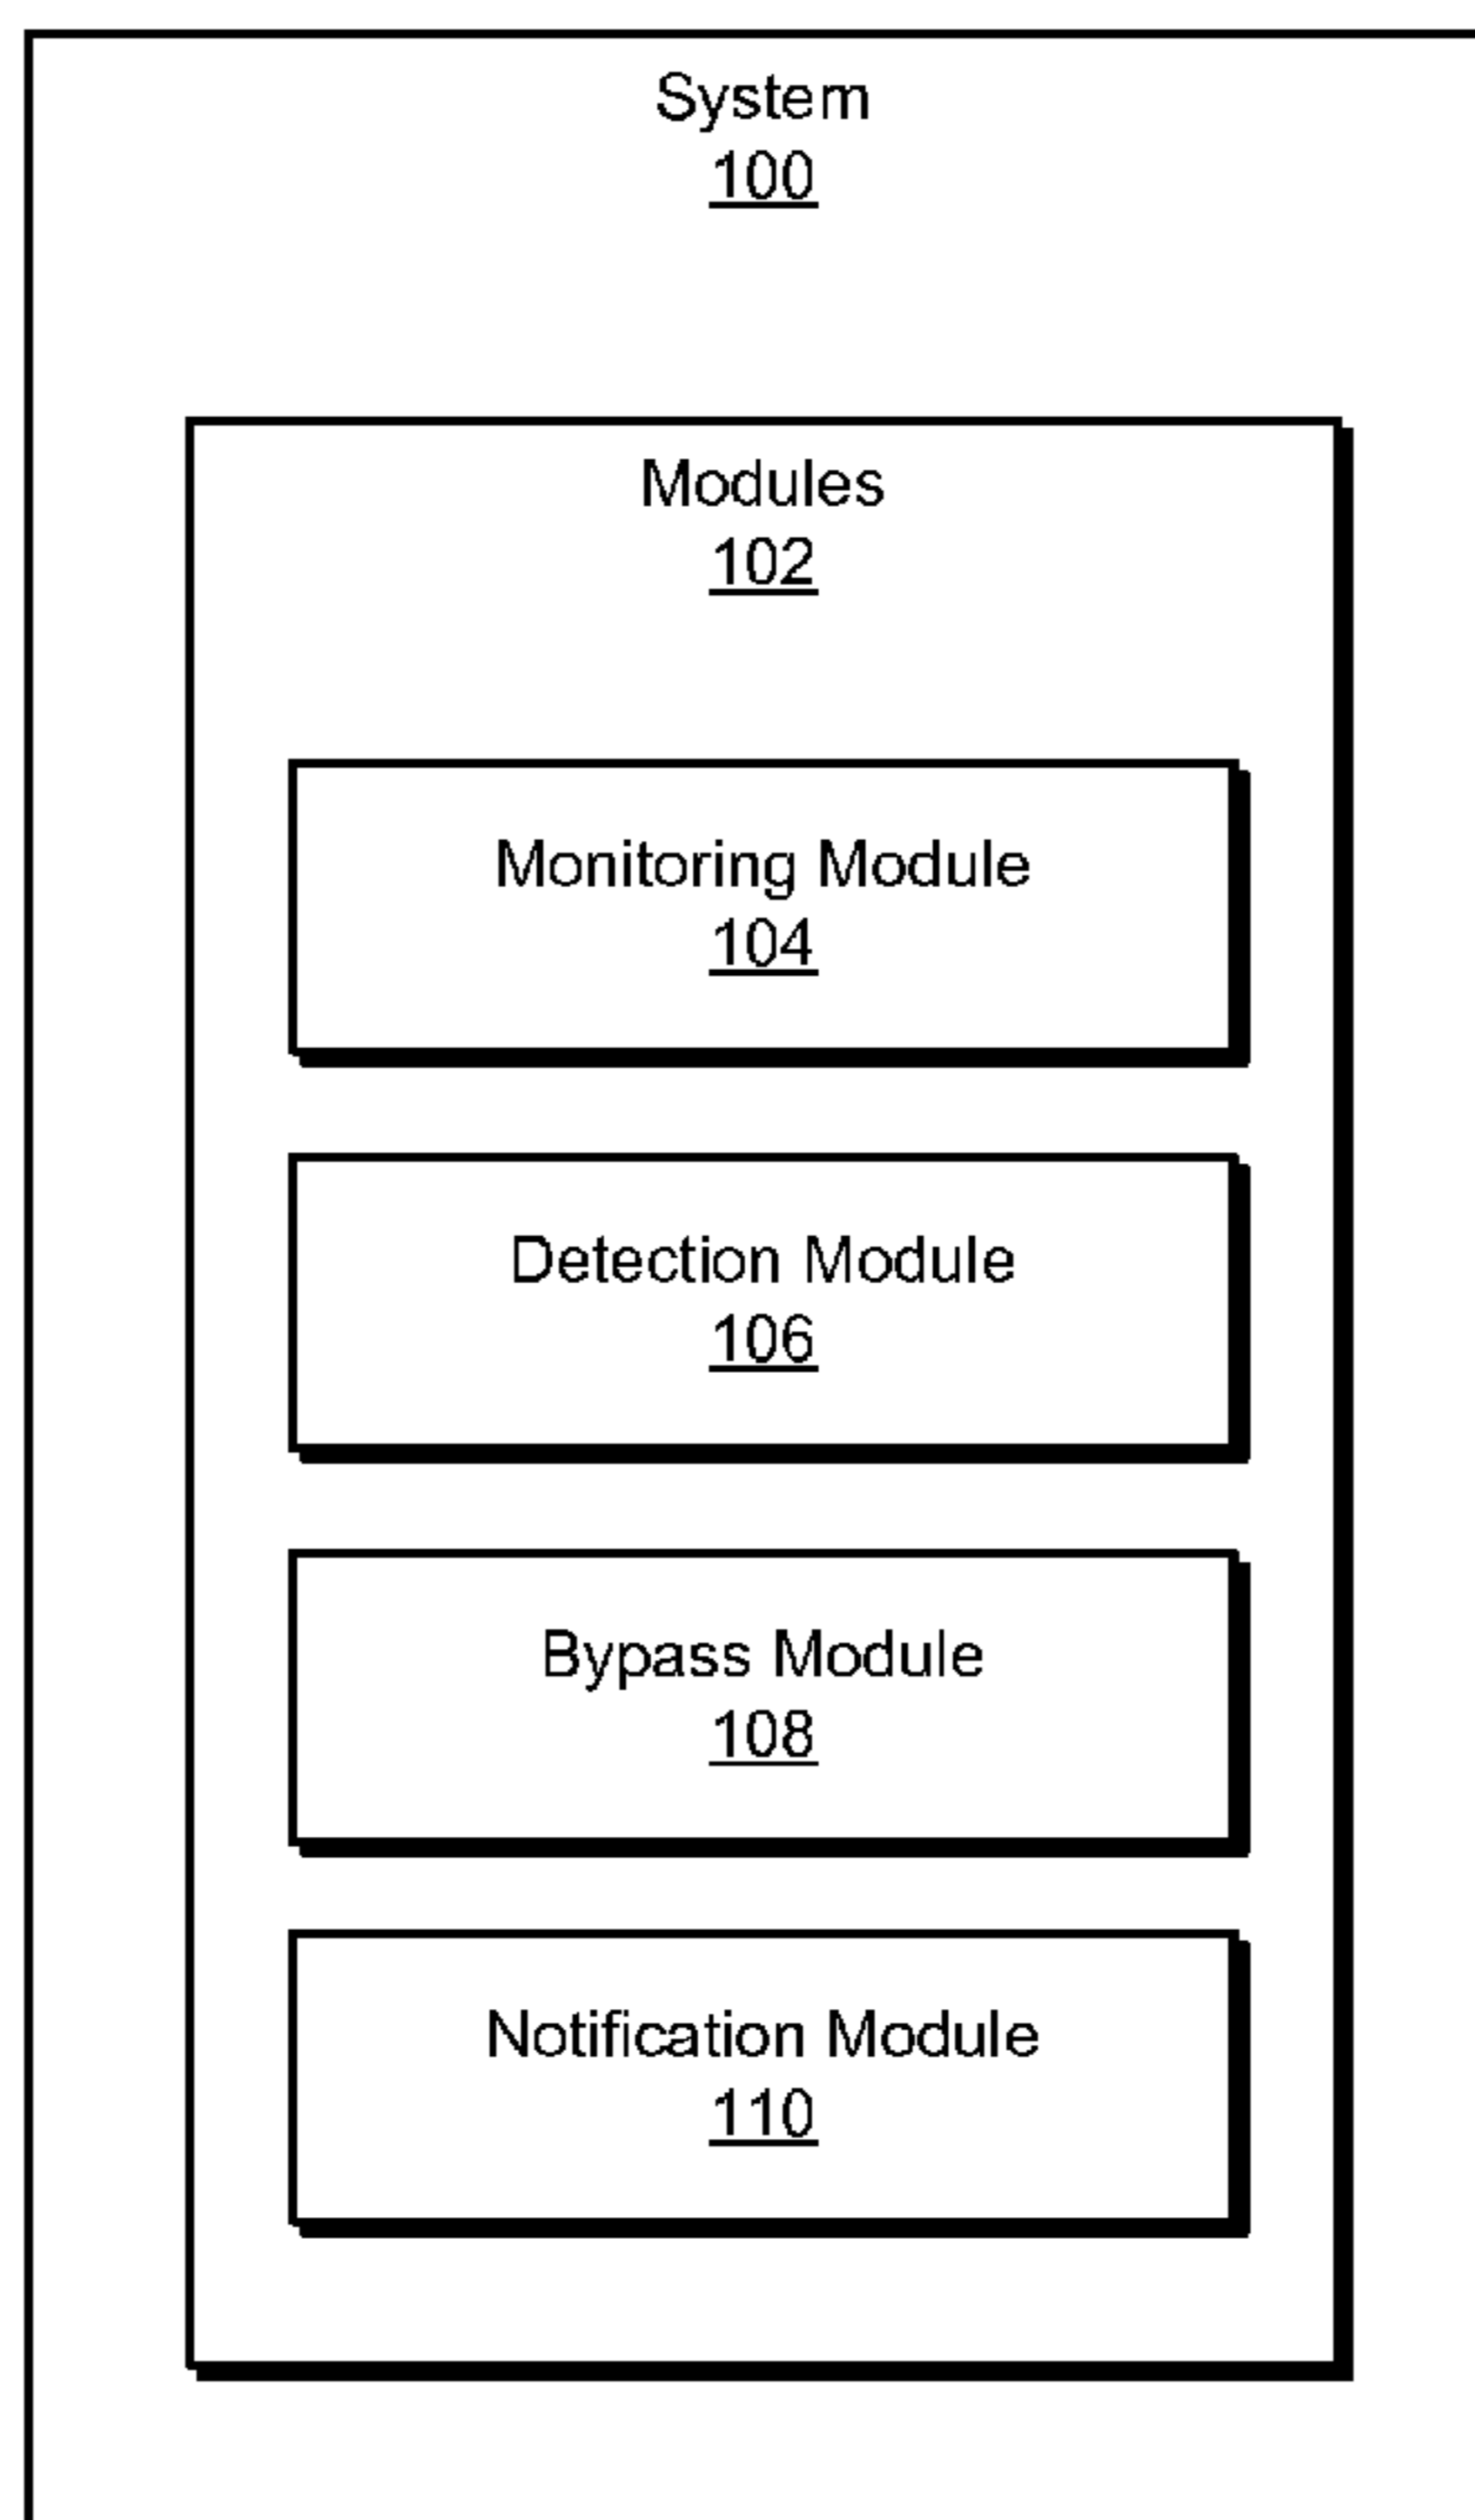 System
100
Modules
102
Monitoring Module
104
Detection Module
106
Bypass Module
108
Notification Module
110